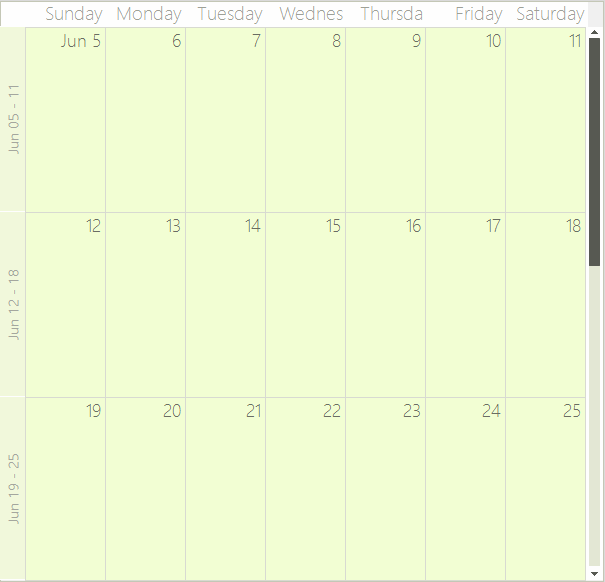 Sunday Monday Tuesday Wednes Thursda Friday Saturday
Jun 05 - 11
Jun 5 6 7 8 9 10 11
Jun 12 - 18
12 13 14 15 16 17 18
Jun 19 - 25
19 20 21 22 23 24 25